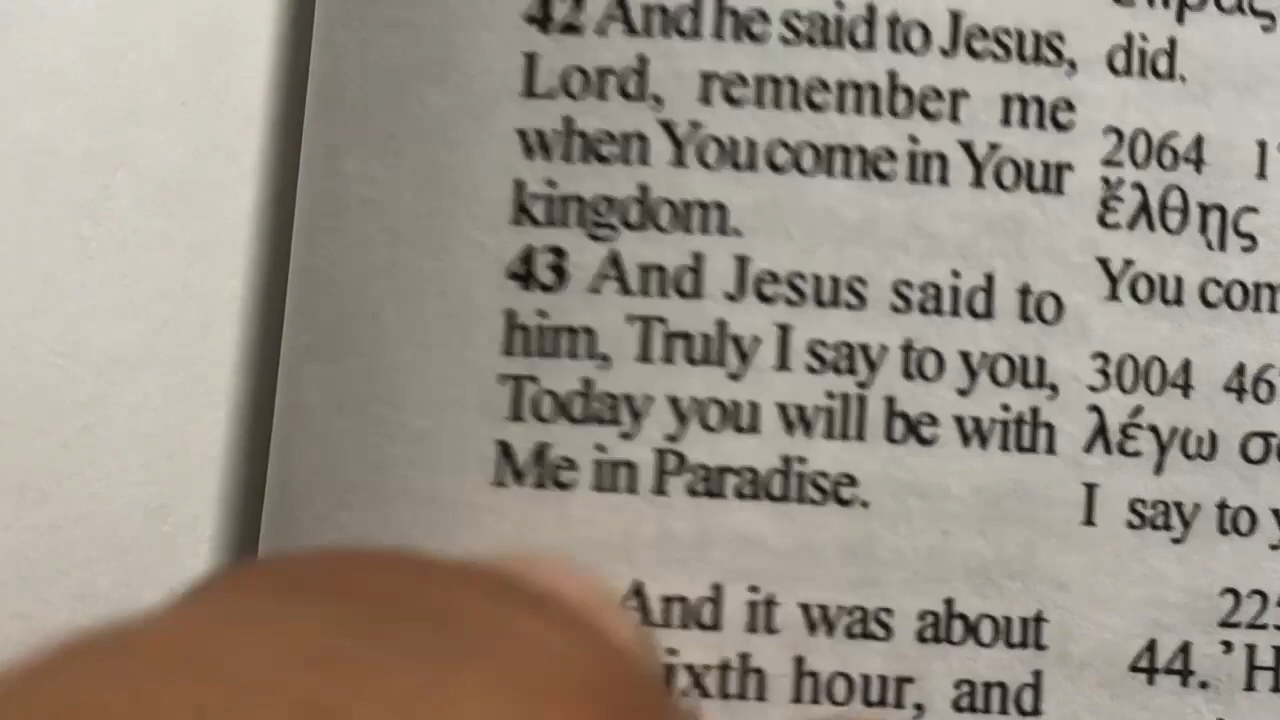 42 And he said to Jesus,
Lord, remember me
when You come in Your
kingdom.
43 And Jesus said to
him, Truly I say to you,
Today you will be with
Me in Paradise.
And it was about
hour, and
did.
2064
ἔλθης
You
3004
λέγω
I say to
44.